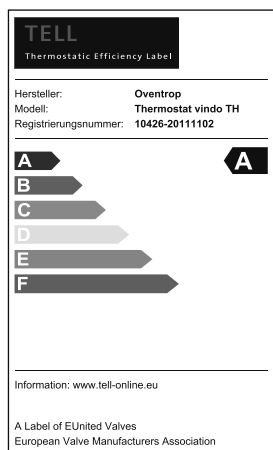 TELL
Thermostatic Efficiency Label
Hersteller: Oventrop
Modell: Thermostat vindo TH
Registrierungsnummer: 10426-20111102
A A
B
C
D
E
F
Information: www.tell-online.eu
A Label of EUnited Valves
European Valve Manufacturers Association